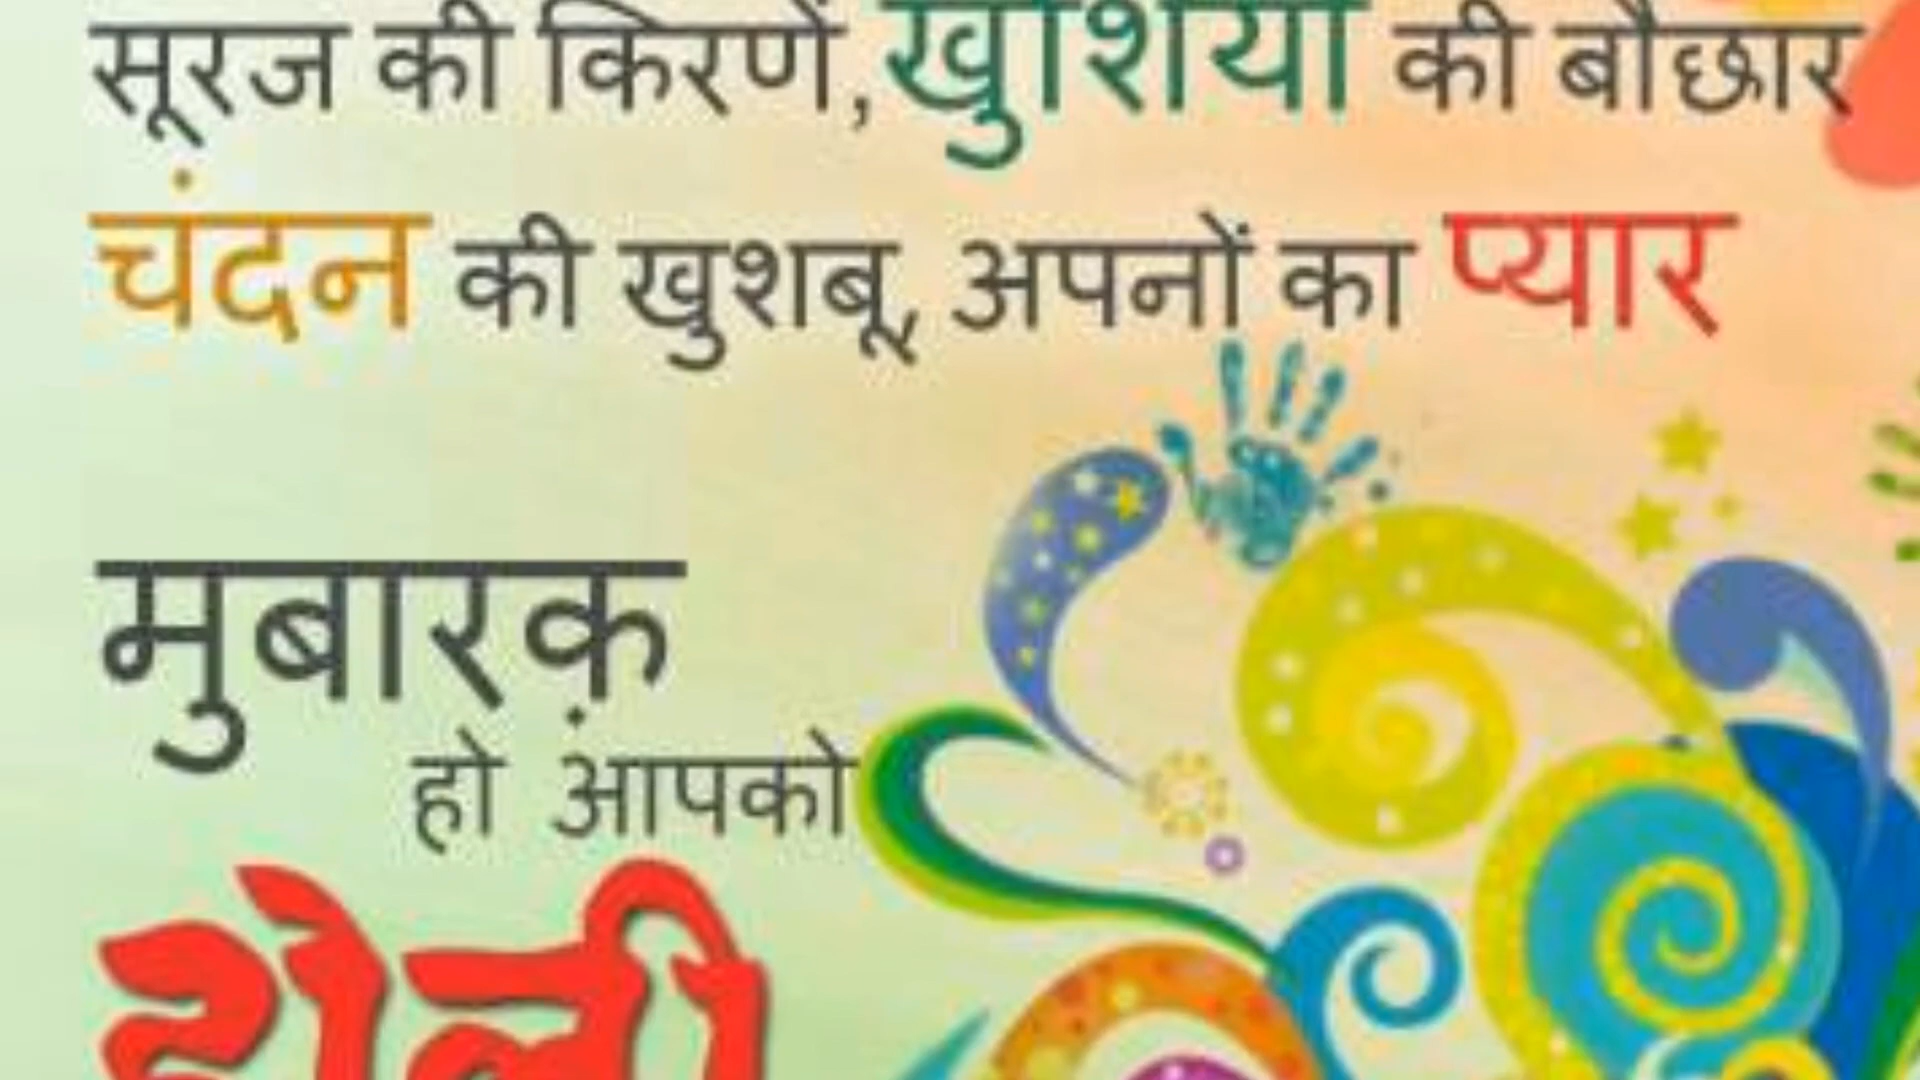 सूरज की किरणें, खुशियों की बौछार
चंदन की खुशबू, अपनों का प्यार
मुबारक
हो आपको
होली